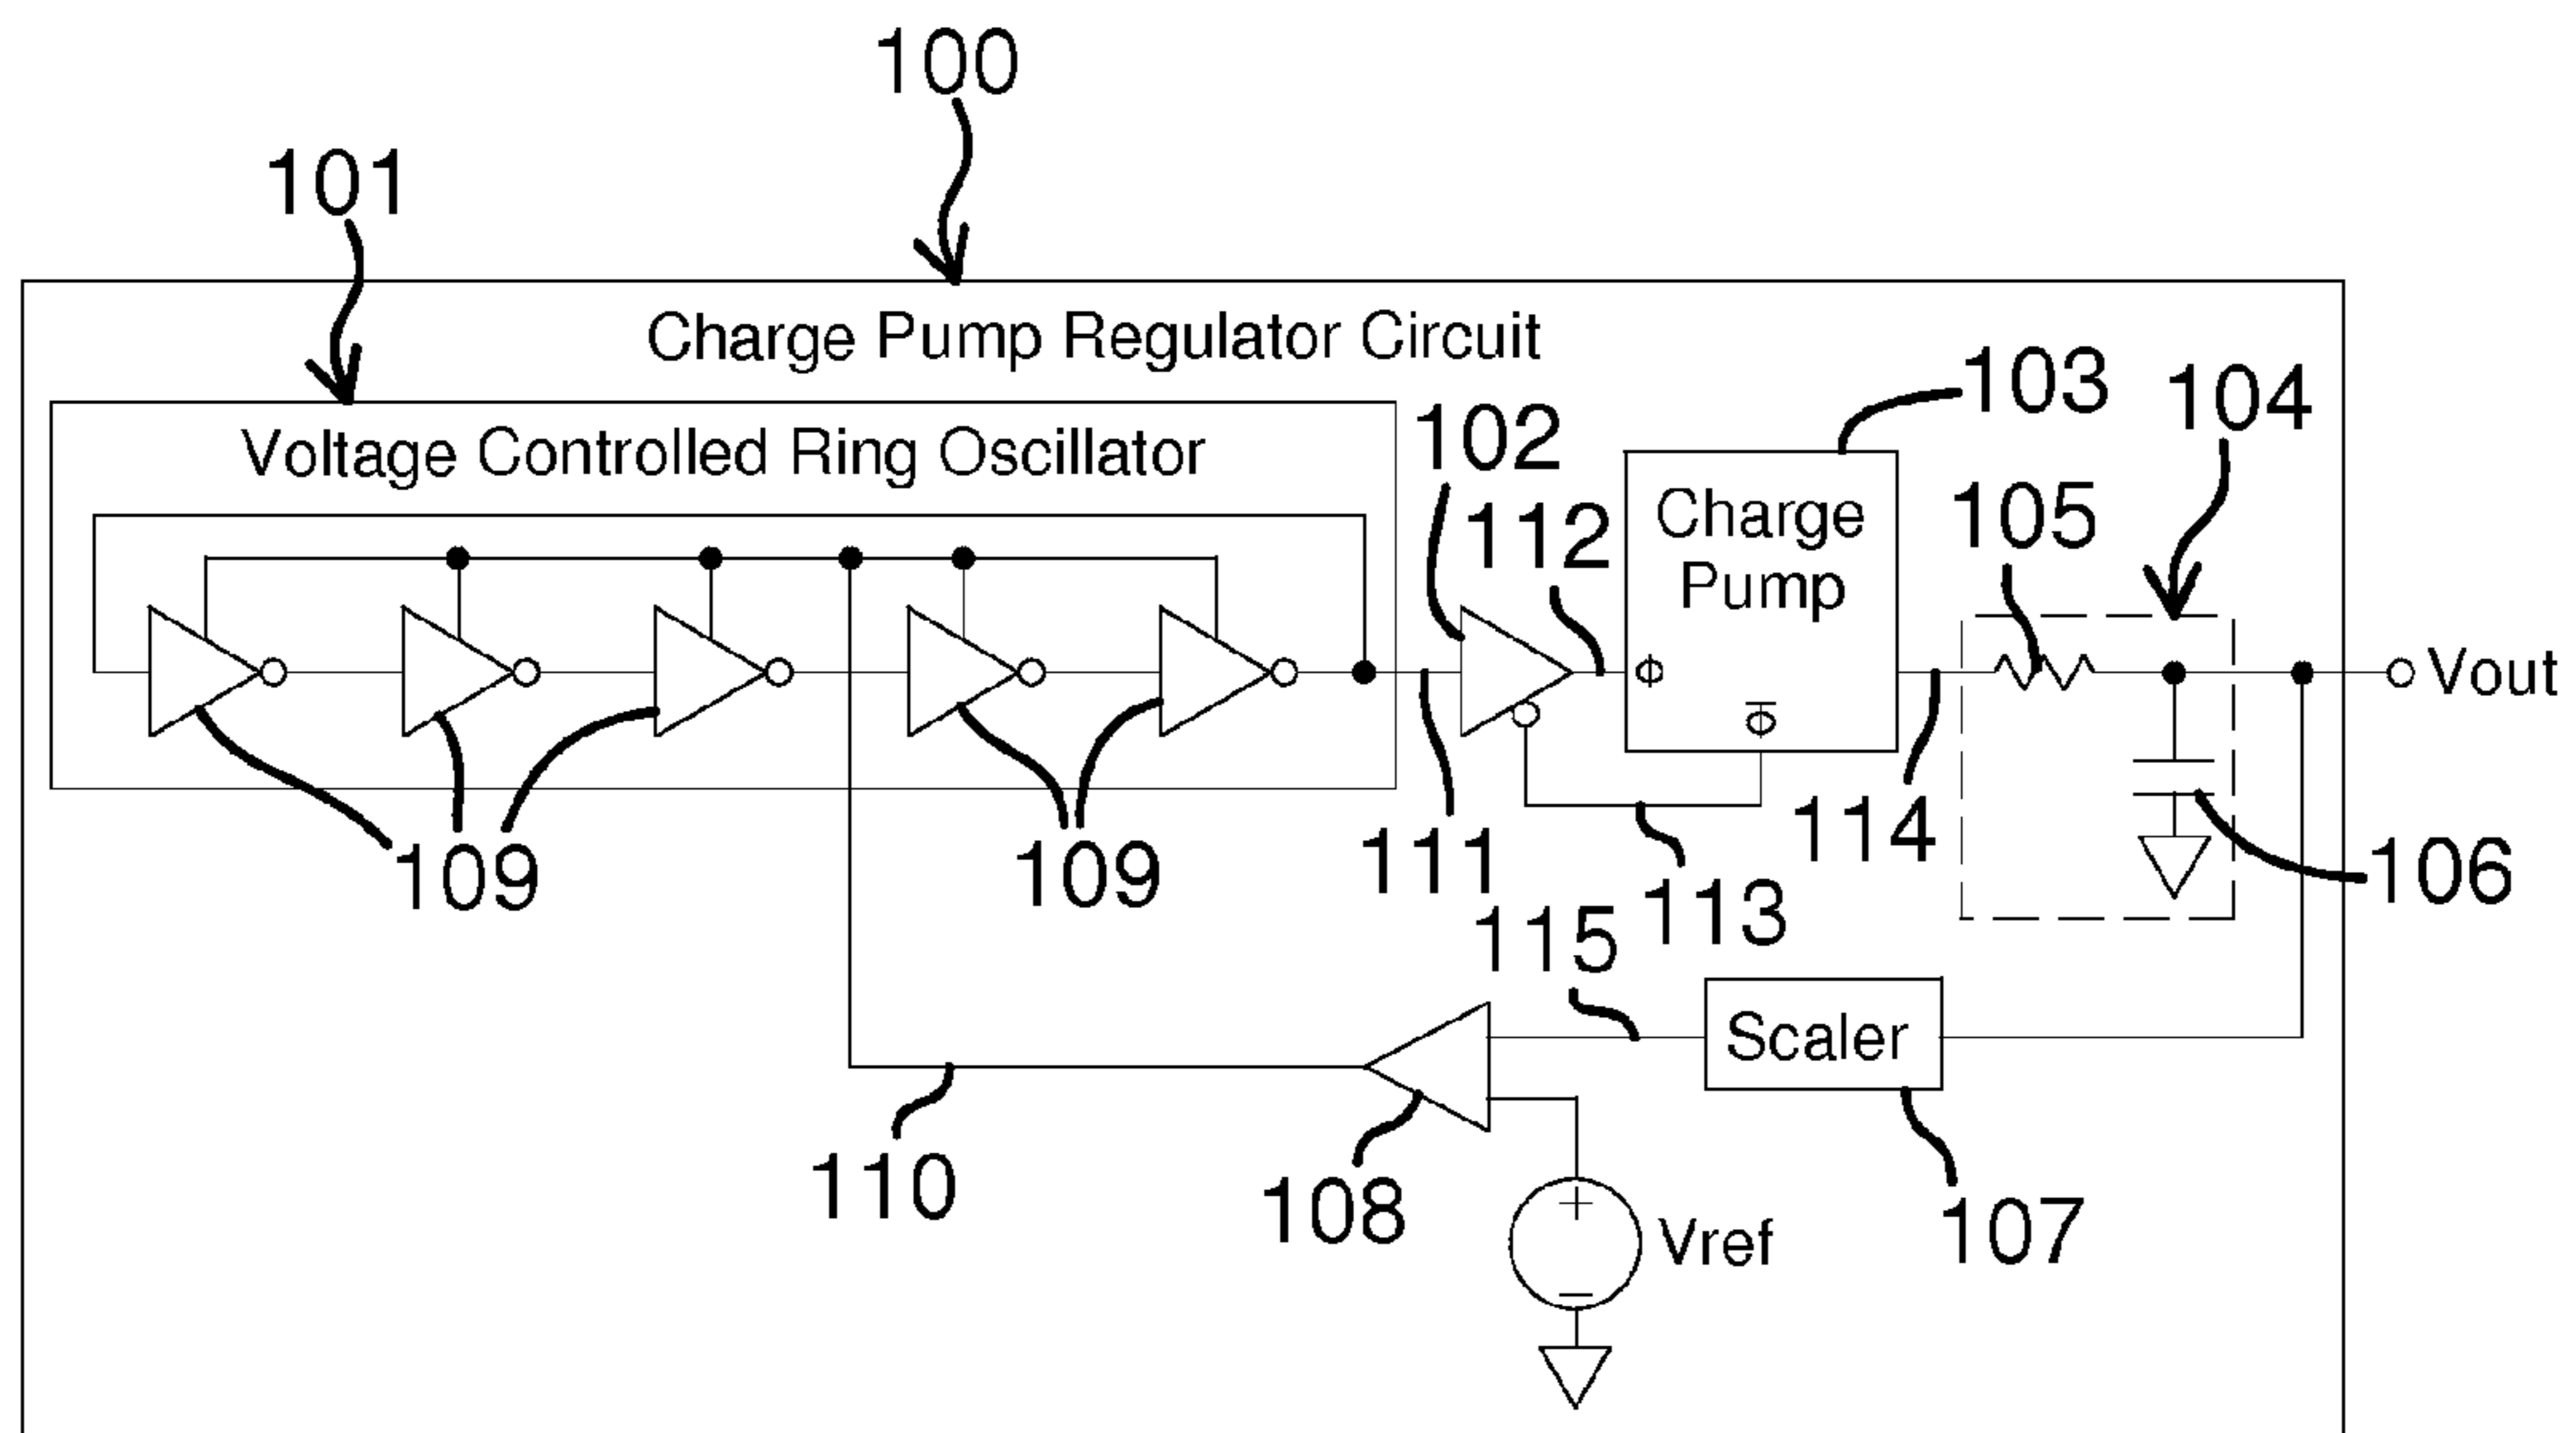 100
101
Charge Pump Regulator Circuit
103
104
Voltage Controlled Ring Oscillator
102
112
Charge
Pump
105
Φ
Φ̅
Vout
109
109
111
113
114
106
115
Scaler
110
108
Vref
107
+
−